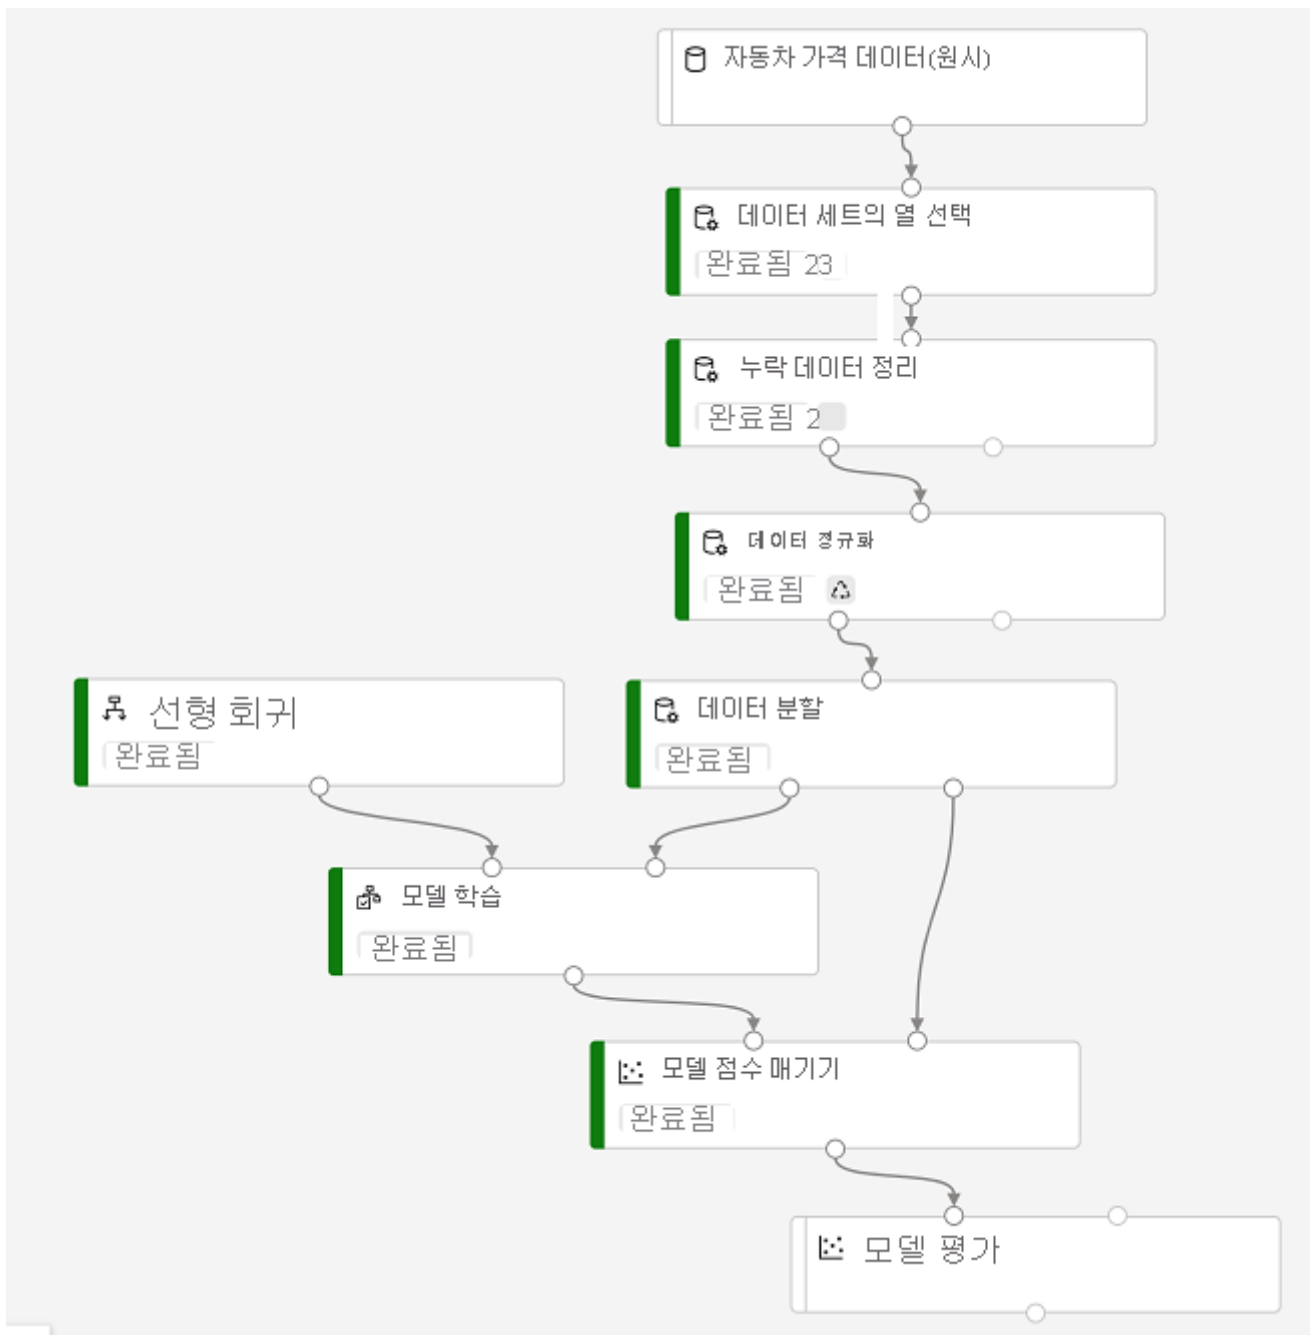 자동차 가격 데이터(원시)
데이터 세트의 열 선택
완료됨 23
누락 데이터 정리
완료됨 2
데이터 정규화
완료됨
선형 회귀
완료됨
데이터 분할
완료됨
모델 학습
완료됨
모델 점수 매기기
완료됨
모델 평가